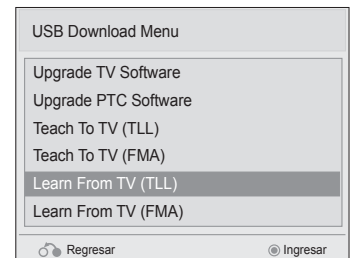 USB Download Menu
Upgrade TV Software
Upgrade PTC Software
Teach To TV (TLL)
Teach To TV (FMA)
Learn From TV (TLL)
Learn From TV (FMA)
Regresar
Ingresar